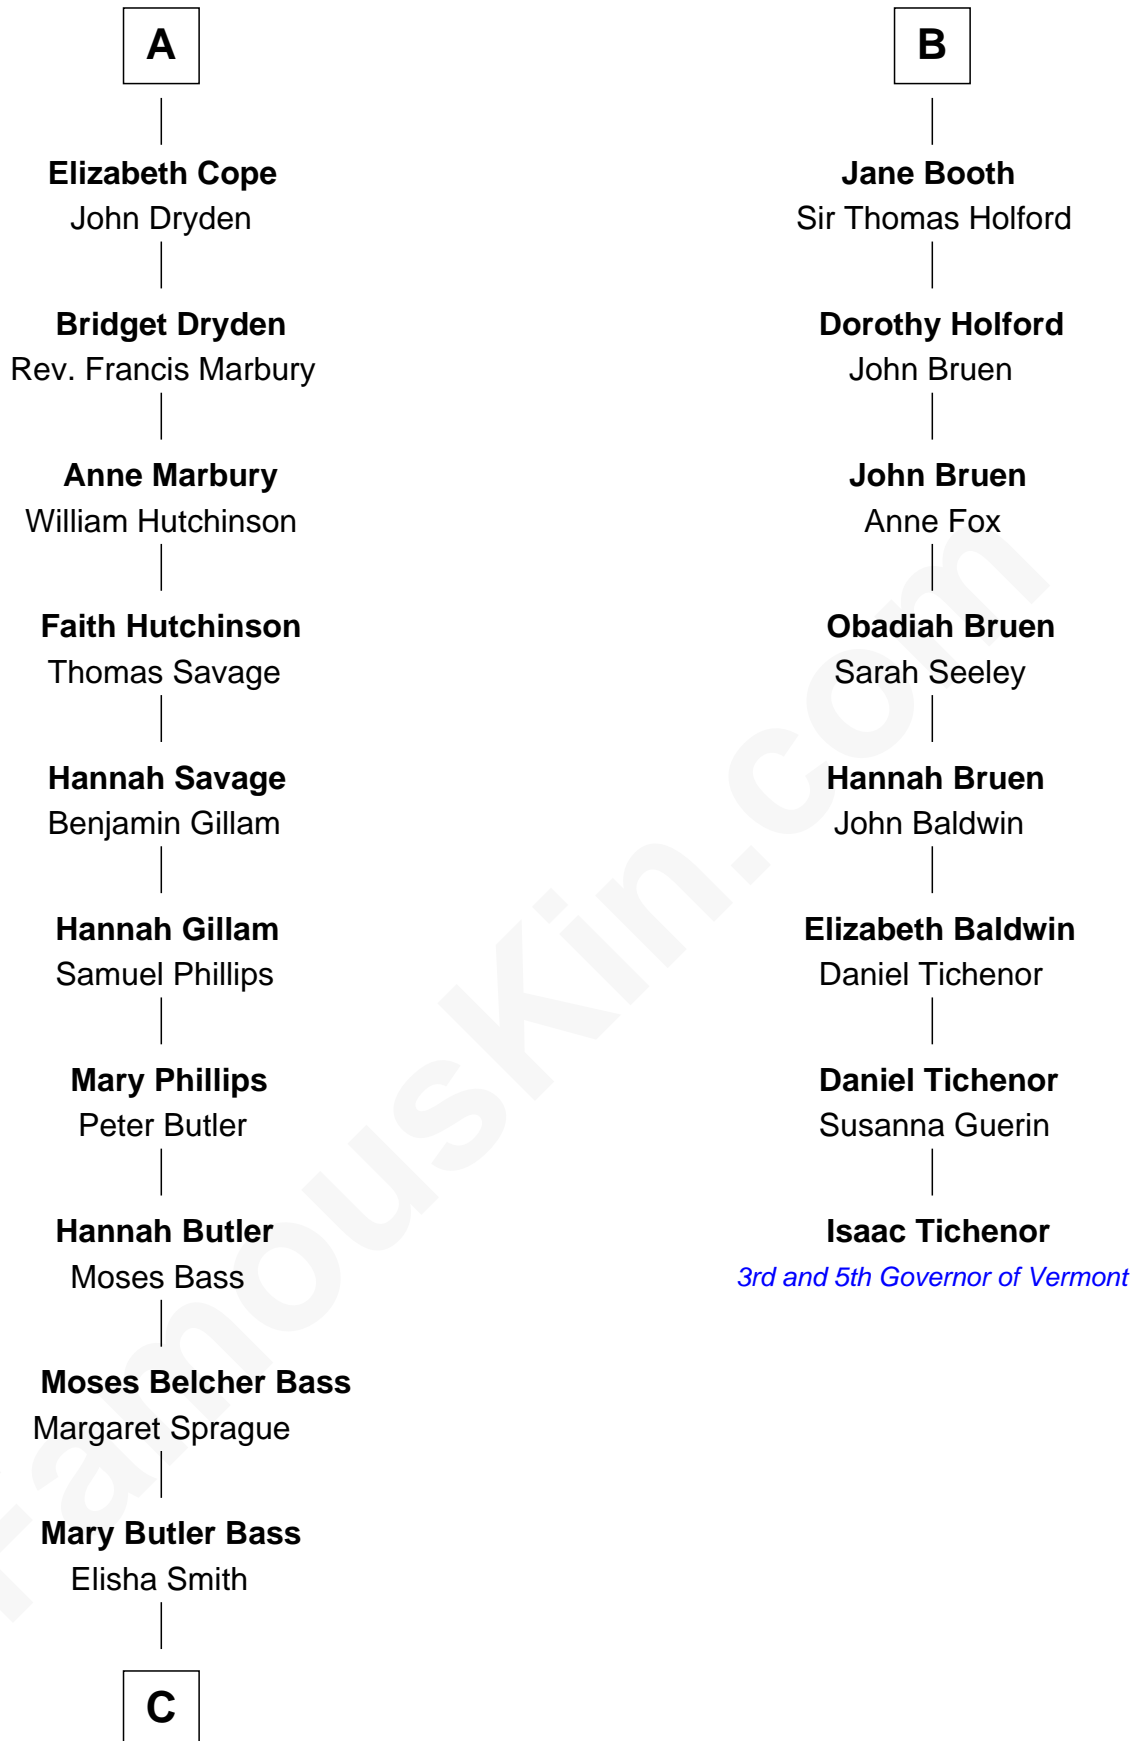 A
Elizabeth Cope
John Dryden
Bridget Dryden
Rev. Francis Marbury
Anne Marbury
William Hutchinson
Faith Hutchinson
Thomas Savage
Hannah Savage
Benjamin Gillam
Hannah Gillam
Samuel Phillips
Mary Phillips
Peter Butler
Hannah Butler
Moses Bass
Moses Belcher Bass
Margaret Sprague
Mary Butler Bass
Elisha Smith
C
B
Jane Booth
Sir Thomas Holford
Dorothy Holford
John Bruen
John Bruen
Anne Fox
Obadiah Bruen
Sarah Seeley
Hannah Bruen
John Baldwin
Elizabeth Baldwin
Daniel Tichenor
Daniel Tichenor
Susanna Guerin
Isaac Tichenor
3rd and 5th Governor of Vermont
FamousKin.com